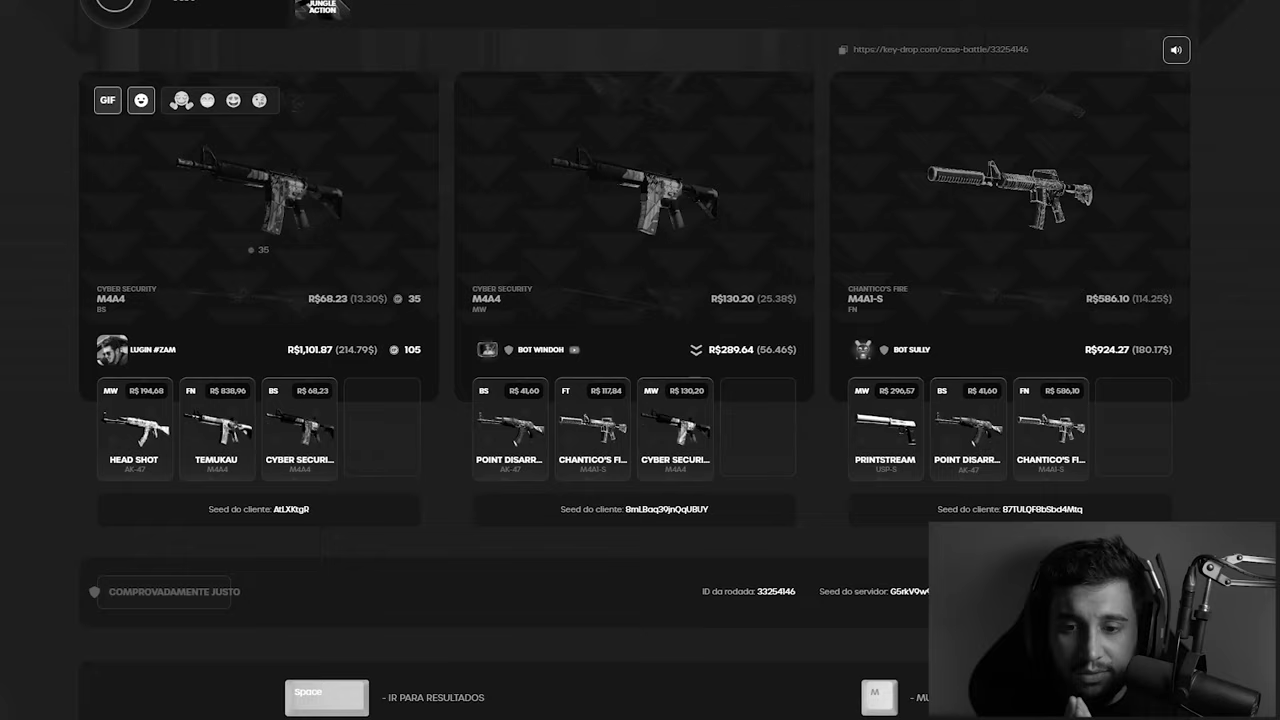 JUNGLE
ACTION
https://key-drop.com/case-battle/33254146
GIF
35
CYBER SECURITY
M4A4
BS
R$68.23 (13.30$) 35
CYBER SECURITY
M4A4
MW
R$130.20 (25.38$)
CHANTICO'S FIRE
M4A1-S
FN
R$586.10 (114.25$)
LUGIN #ZAM R$1,101.87 (214.79$) 105
BOT WINDOH R$289.64 (56.46$)
BOT SULLY R$924.27 (180.17$)
MW R$ 194,68
HEAD SHOT
AK-47
FN R$ 838,96
TEMUKAU
M4A4
BS R$ 68,23
CYBER SECURI...
M4A4
BS R$ 41,60
POINT DISARR...
AK-47
FT R$ 117,84
CHANTICO'S FI...
M4A1-S
MW R$ 130,20
CYBER SECURI...
M4A4
MW R$ 296,57
PRINTSTREAM
USP-S
BS R$ 41,60
POINT DISARR...
AK-47
FN R$ 586,10
CHANTICO'S FI...
M4A1-S
Seed do cliente: AtLXKtgR
Seed do cliente: 8mLBaq39jnQqUBUY
Seed do cliente: 87TULQF8bSbd4Mtq
COMPROVADAMENTE JUSTO
ID da rodada: 33254146
Seed do servidor:
Space - IR PARA RESULTADOS
M